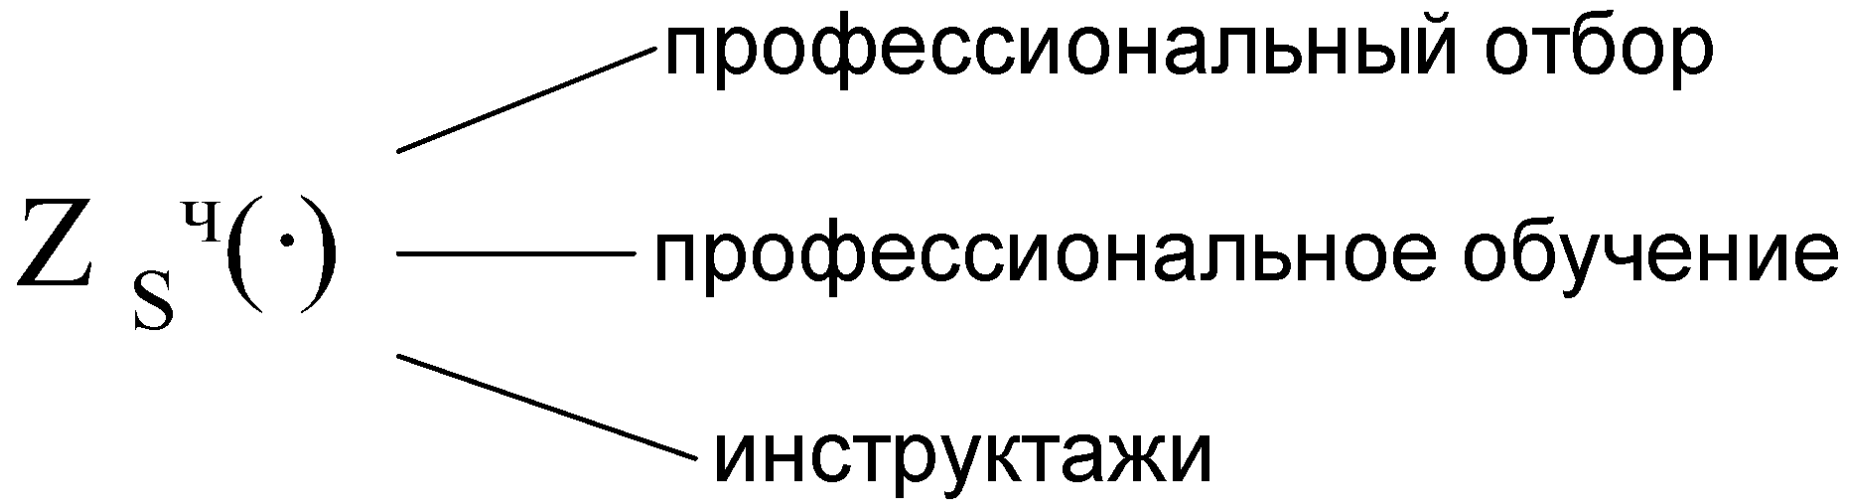 профессиональный отбор
Z S ч(·)
профессиональное обучение
инструктажи